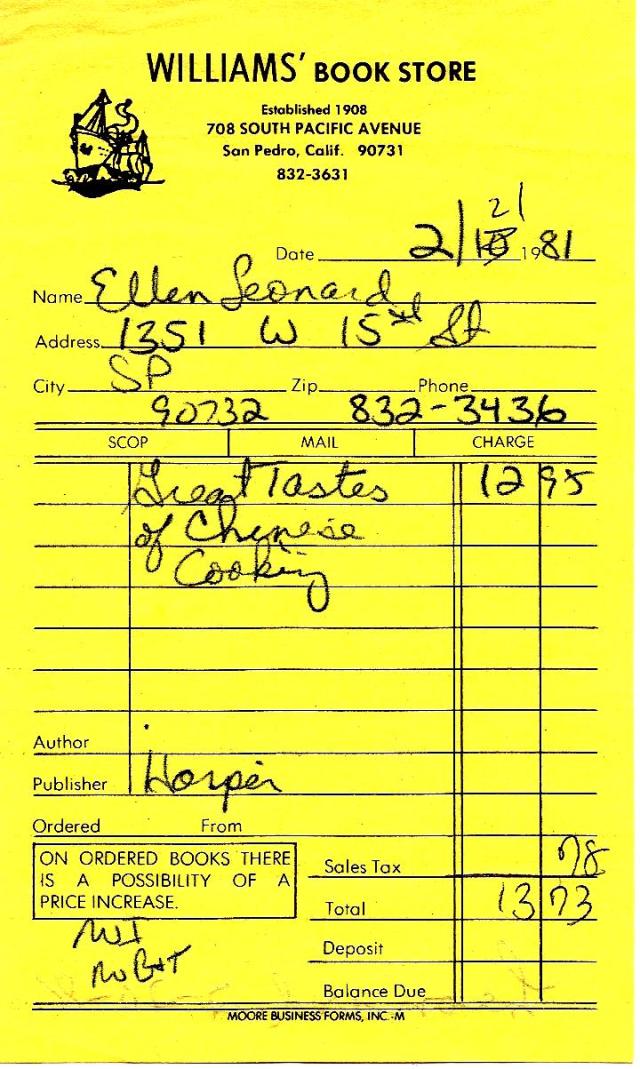 WILLIAMS' BOOK STORE
Established 1908
708 SOUTH PACIFIC AVENUE
San Pedro, Calif. 90731
832-3631
21
Date 2/18 1981
Name Ellen Leonard
Address 1351 W 15th St
City SP Zip Phone
90732 832-3436
SCOP MAIL CHARGE
Great Tastes 12 95
of Chinese
Cooking
Author
Publisher Harper
Ordered From
ON ORDERED BOOKS THERE
IS A POSSIBILITY OF A
PRICE INCREASE.
Sales Tax 78
Total 13 73
Deposit
Balance Due
MOORE BUSINESS FORMS, INC.-M